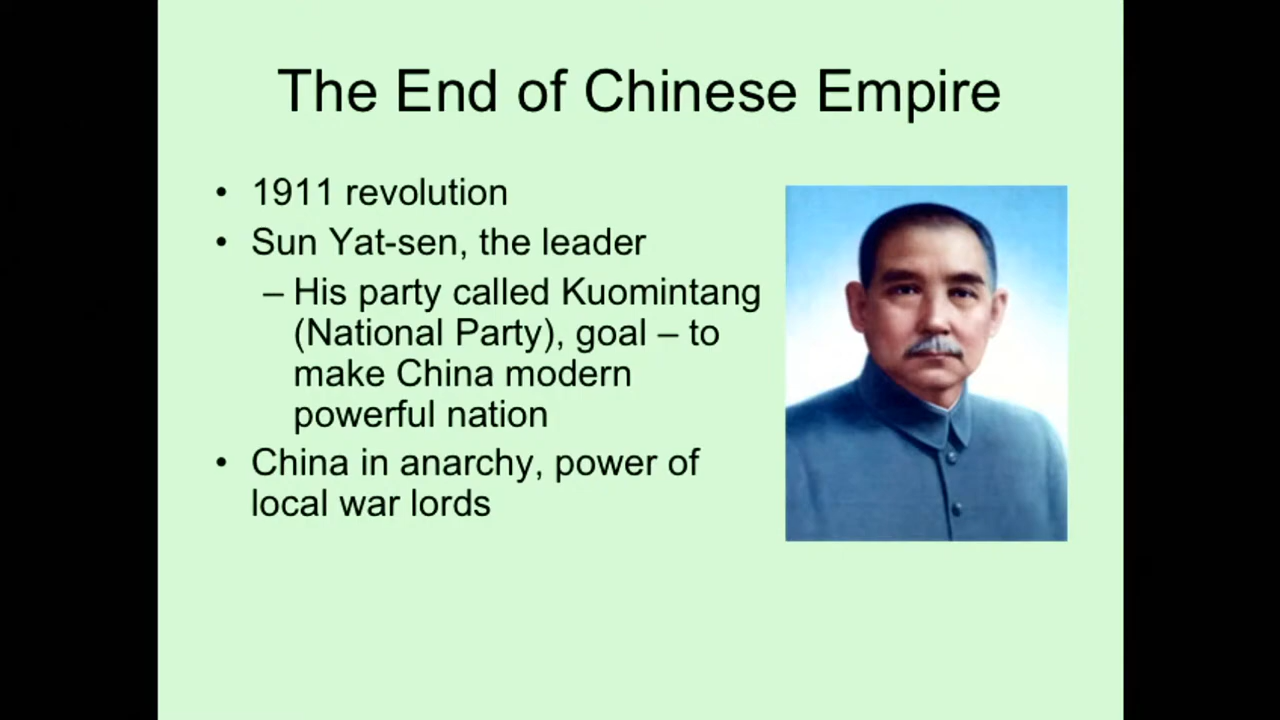 The End of Chinese Empire
• 1911 revolution
• Sun Yat-sen, the leader
– His party called Kuomintang
(National Party), goal – to
make China modern
powerful nation
• China in anarchy, power of
local war lords